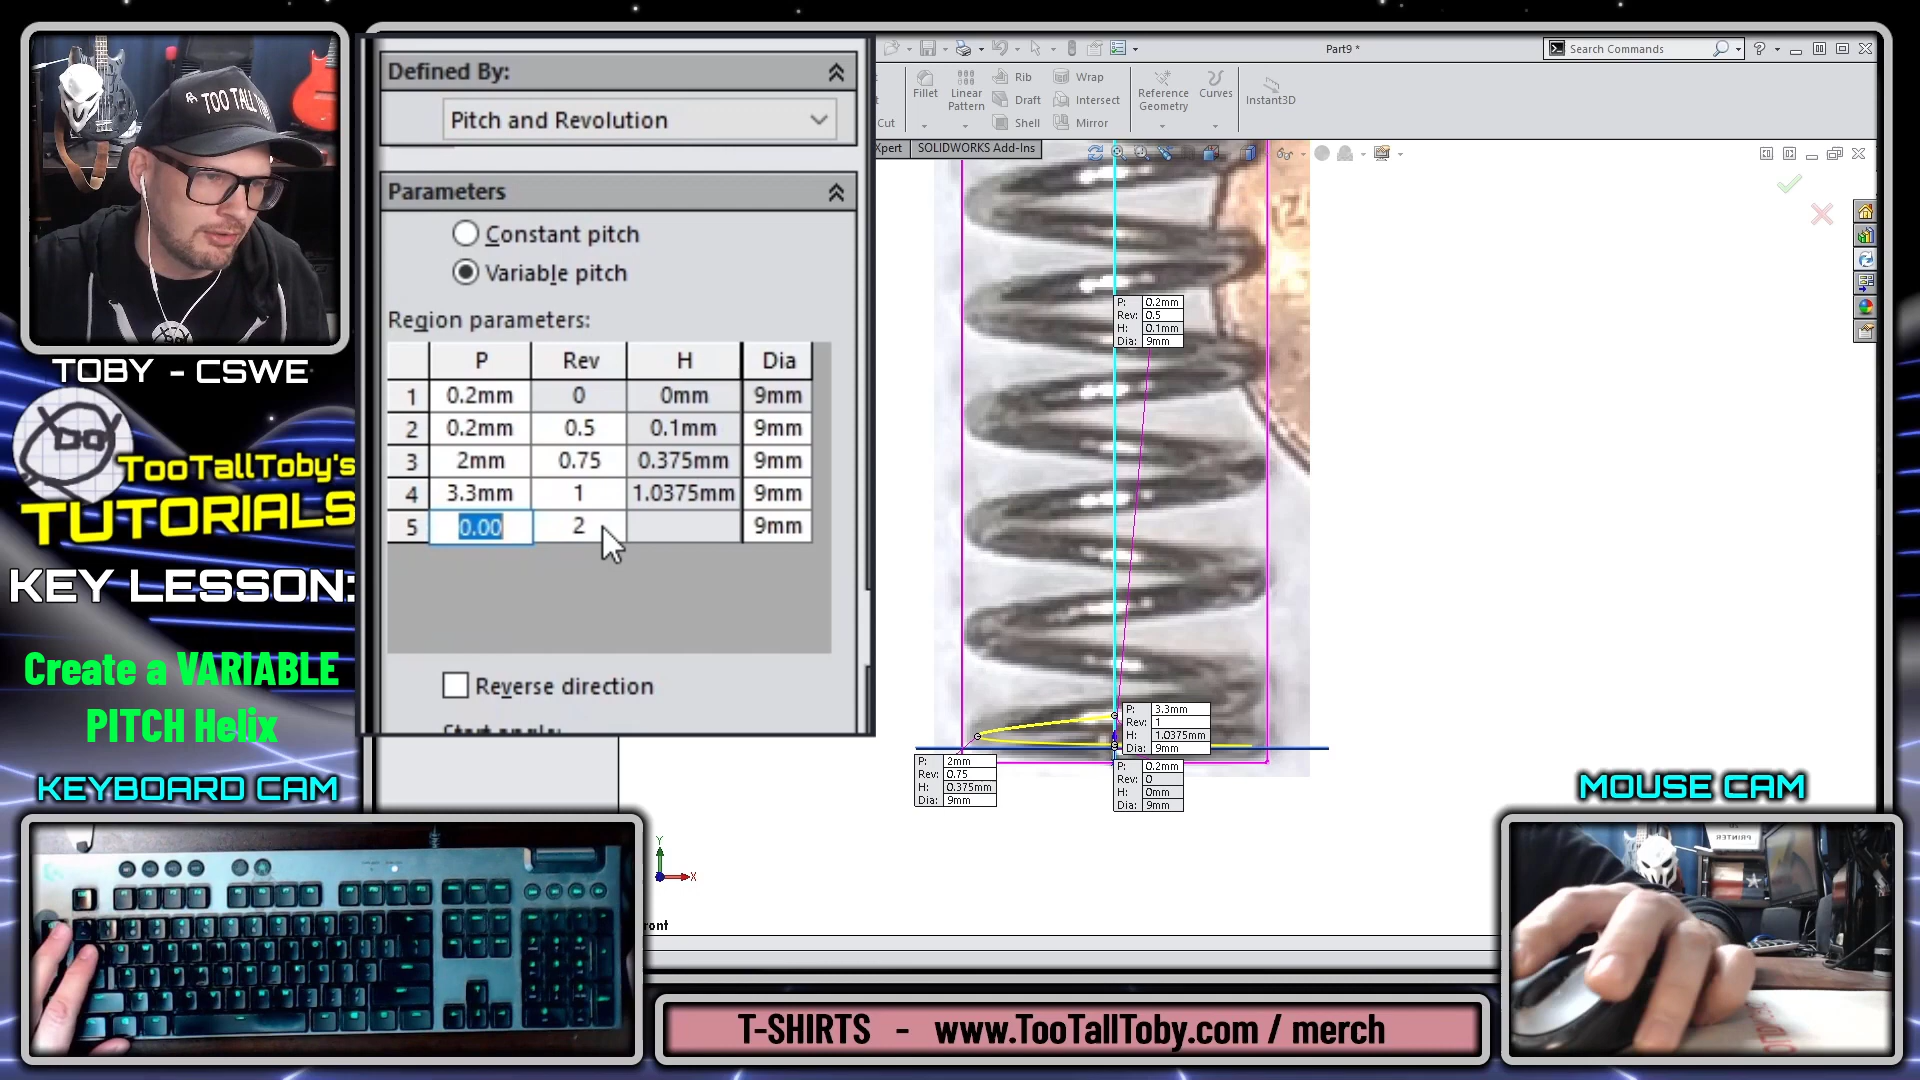 TOO TALL TOBY
TOBY - CSWE
TooTallToby's
TUTORIALS
KEY LESSON:
Create a VARIABLE
PITCH Helix
KEYBOARD CAM
Defined By:
Pitch and Revolution
Parameters
Constant pitch
Variable pitch
Region parameters:
P Rev H Dia
1 0.2mm 0 0mm 9mm
2 0.2mm 0.5 0.1mm 9mm
3 2mm 0.75 0.375mm 9mm
4 3.3mm 1 1.0375mm 9mm
5 0.00 2 9mm
Reverse direction
Start angle:
Part9 *
Search Commands
Fillet
Linear
Pattern
Rib
Draft
Shell
Wrap
Intersect
Mirror
Reference
Geometry
Curves
Instant3D
Cut
Xpert
SOLIDWORKS Add-Ins
P: 0.2mm
Rev: 0.5
H: 0.1mm
Dia: 9mm
P: 3.3mm
Rev: 1
H: 1.0375mm
Dia: 9mm
P: 2mm
Rev: 0.75
H: 0.375mm
Dia: 9mm
P: 0.2mm
Rev: 0
H: 0mm
Dia: 9mm
Y
X
ront
MOUSE CAM
T-SHIRTS - www.TooTallToby.com / merch